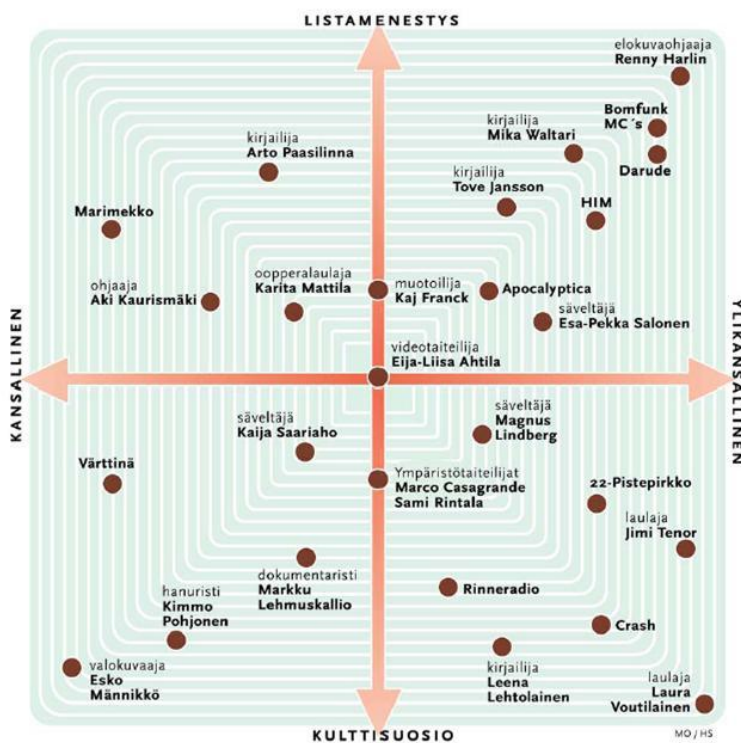 LISTAMENESTYS
elokuvaohjaaja
Renny Harlin
Bomfunk
MC´s
kirjailija
Mika Waltari
Darude
kirjailija
Arto Paasilinna
kirjailija
Tove Jansson
HIM
Marimekko
oopperalaulaja
Karita Mattila
muotoilija
Kaj Franck
Apocalyptica
ohjaaja
Aki Kaurismäki
säveltäjä
Esa-Pekka Salonen
videotaiteilija
Eija-Liisa Ahtila
KANSALLINEN
YLIKANSALLINEN
säveltäjä
Kaija Saariaho
säveltäjä
Magnus
Lindberg
Värttinä
Ympäristötaiteilijat
Marco Casagrande
Sami Rintala
22-Pistepirkko
laulaja
Jimi Tenor
dokumentaristi
Markku
Lehmuskallio
Rinneradio
hanuristi
Kimmo
Pohjonen
Crash
valokuvaaja
Esko
Männikkö
kirjailija
Leena
Lehtolainen
laulaja
Laura
Voutilainen
KULTTISUOSIO
MO / HS